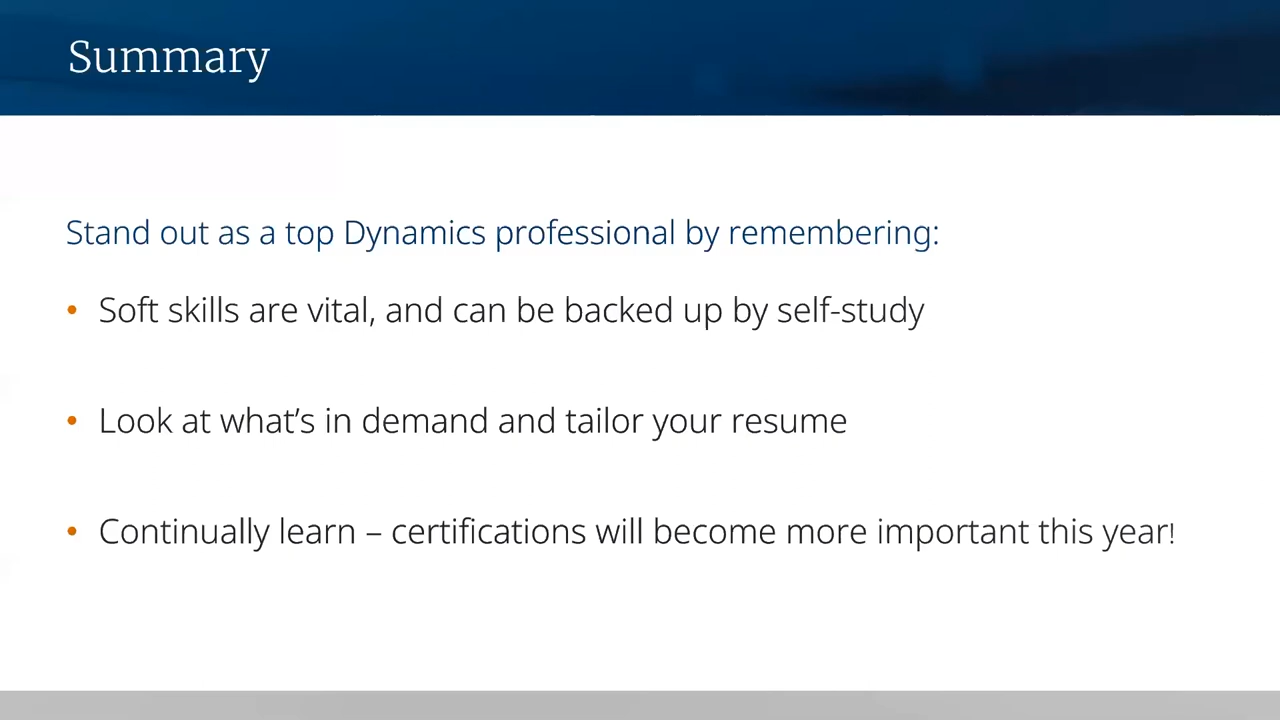 Summary
Stand out as a top Dynamics professional by remembering:
• Soft skills are vital, and can be backed up by self-study
• Look at what’s in demand and tailor your resume
• Continually learn – certifications will become more important this year!